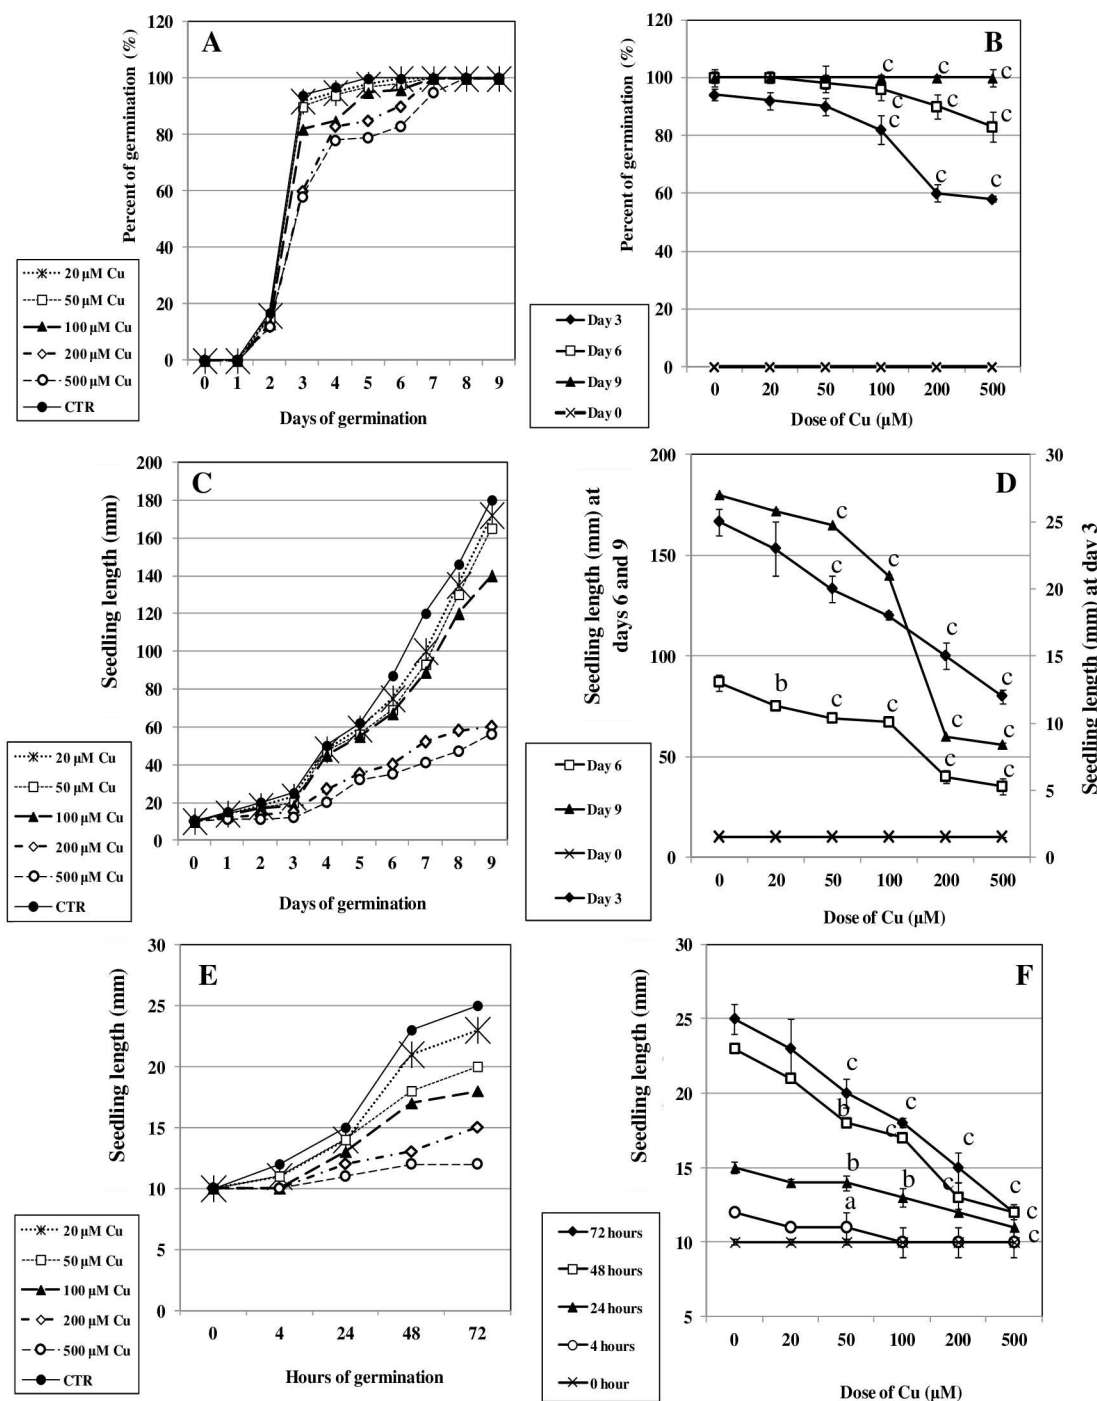 A
Percent of germination (%)
120
100
80
60
40
20
0
0 1 2 3 4 5 6 7 8 9
Days of germination
20 µM Cu
50 µM Cu
100 µM Cu
200 µM Cu
500 µM Cu
CTR
B
Percent of germination (%)
120
100
80
60
40
20
0
c c c
c c c
c c c
0 20 50 100 200 500
Dose of Cu (µM)
Day 3
Day 6
Day 9
Day 0
C
Seedling length (mm)
200
180
160
140
120
100
80
60
40
20
0
0 1 2 3 4 5 6 7 8 9
Days of germination
20 µM Cu
50 µM Cu
100 µM Cu
200 µM Cu
500 µM Cu
CTR
D
Seedling length (mm) at
days 6 and 9
200
150
100
50
0
30
25
20
15
10
5
0
Seedling length (mm) at day 3
c
c c
c c
b c c
c c
c c
0 20 50 100 200 500
Dose of Cu (µM)
Day 6
Day 9
Day 0
Day 3
E
Seedling length (mm)
30
25
20
15
10
5
0
0 4 24 48 72
Hours of germination
20 µM Cu
50 µM Cu
100 µM Cu
200 µM Cu
500 µM Cu
CTR
F
Seedling length (mm)
30
25
20
15
10
5
c
b c
c c
b b c c
a c
c
0 20 50 100 200 500
Dose of Cu (µM)
72 hours
48 hours
24 hours
4 hours
0 hour